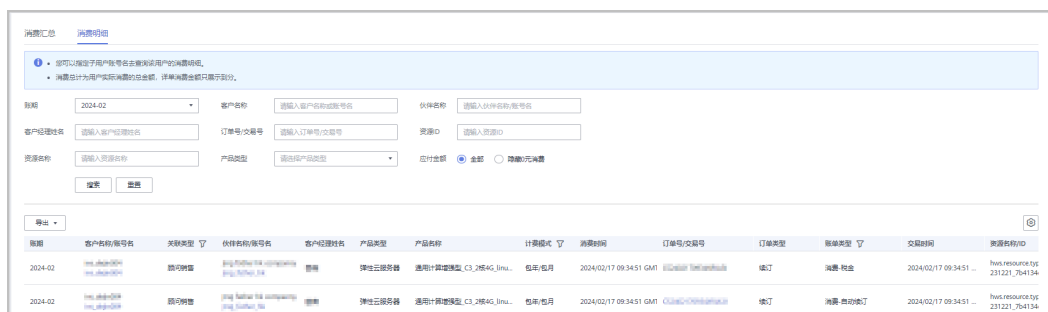 消费汇总 消费明细
您可以指定子用户账号去查询该用户的消费明细。
消费总计为用户实际消费的总金额，详单消费金额只展示到分。
账期 2024-02 客户名称 请输入客户名称或账号名 伙伴名称 请输入伙伴名称/账号名
客户经理姓名 请输入客户经理姓名 订单号/交易号 请输入订单号/交易号 资源ID 请输入资源ID
资源名称 请输入资源名称 产品类型 请选择产品类型 应付金额 全部 隐藏0元消费
搜索 重置
导出
账期 客户名称/账号名 关联类型 伙伴名称/账号名 客户经理姓名 产品类型 产品名称 计费模式 消费时间 订单号/交易号 订单类型 账单类型 交易时间 资源名称/ID
2024-02 顾问销售 弹性云服务器 通用计算增强型_C3_2核4G_linu... 包年/包月 2024/02/17 09:34:51 GMT 续订 消费-税金 2024/02/17 09:34:51 ... hws.resource.typ
231221_7b4134
2024-02 顾问销售 弹性云服务器 通用计算增强型_C3_2核4G_linu... 包年/包月 2024/02/17 09:34:51 GMT 续订 消费-自动续订 2024/02/17 09:34:51 ... hws.resource.typ
231221_7b4134